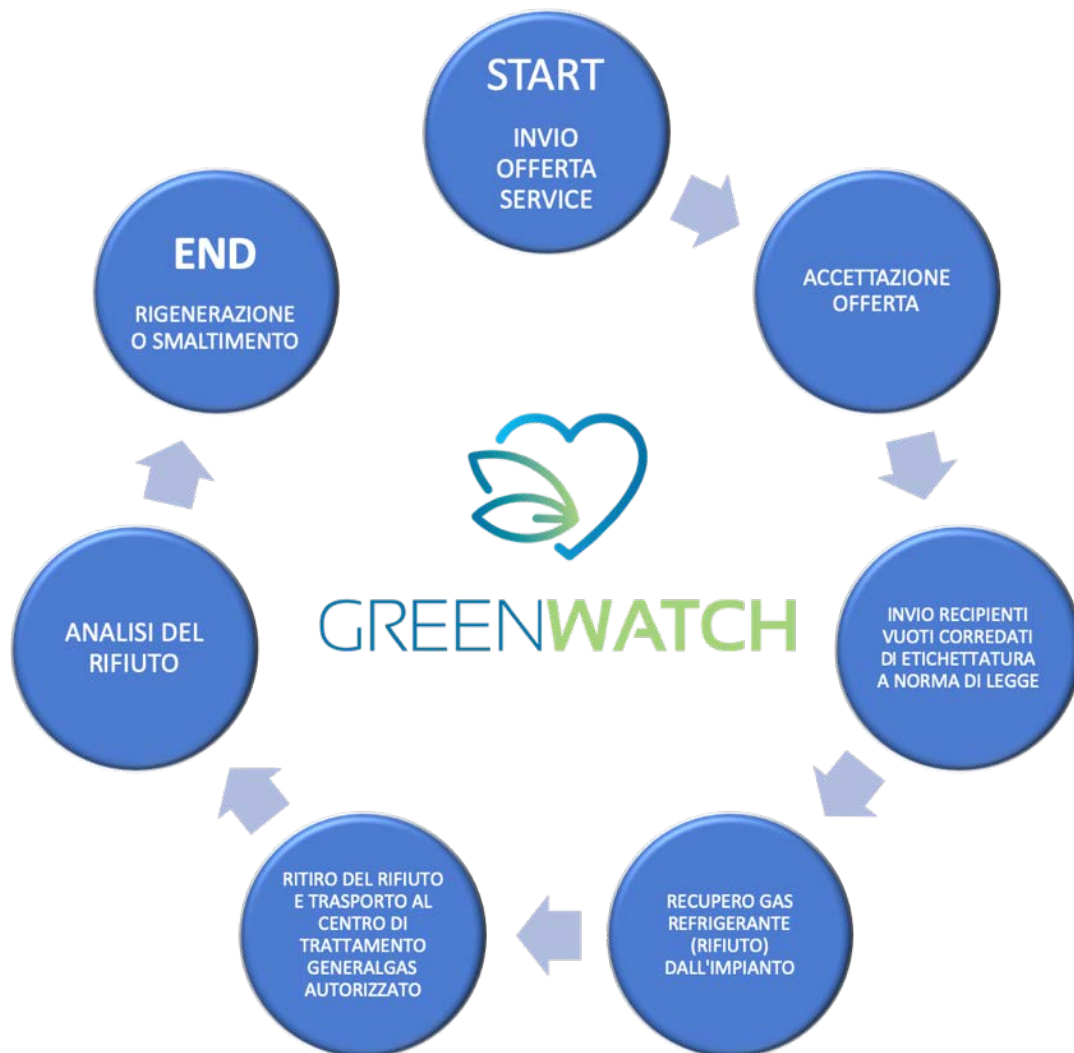 START
INVIO
OFFERTA
SERVICE
ACCETTAZIONE
OFFERTA
INVIO RECIPIENTI
VUOTI CORREDATI
DI ETICHETTATURA
A NORMA DI LEGGE
RECUPERO GAS
REFRIGERANTE
(RIFIUTO)
DALL'IMPIANTO
RITIRO DEL RIFIUTO
E TRASPORTO AL
CENTRO DI
TRATTAMENTO
GENERALGAS
AUTORIZZATO
ANALISI DEL
RIFIUTO
END
RIGENERAZIONE
O SMALTIMENTO
GREENWATCH